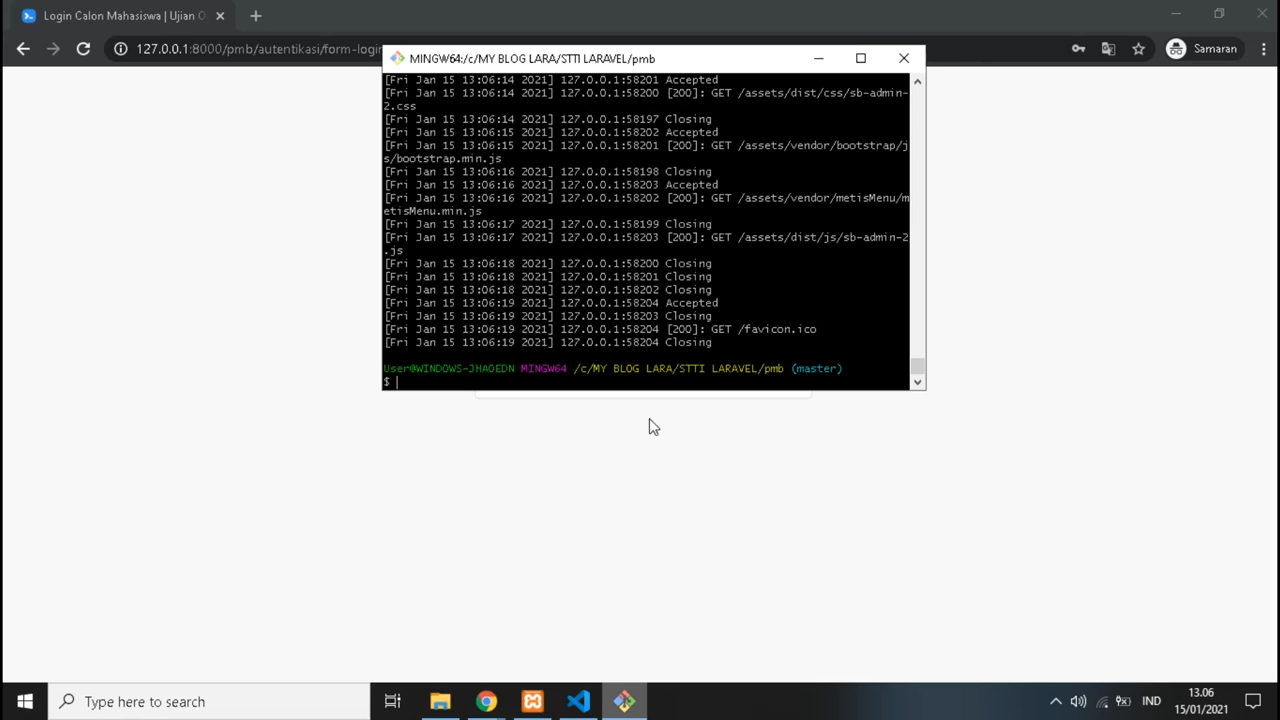 Login Calon Mahasiswa | Ujian O
127.0.0.1:8000/pmb/autentikasi/form-login
Samaran
MINGW64:/c/MY BLOG LARA/STTI LARAVEL/pmb
[Fri Jan 15 13:06:14 2021] 127.0.0.1:58201 Accepted
[Fri Jan 15 13:06:14 2021] 127.0.0.1:58200 [200]: GET /assets/dist/css/sb-admin-
2.css
[Fri Jan 15 13:06:14 2021] 127.0.0.1:58197 Closing
[Fri Jan 15 13:06:15 2021] 127.0.0.1:58202 Accepted
[Fri Jan 15 13:06:15 2021] 127.0.0.1:58201 [200]: GET /assets/vendor/bootstrap/j
s/bootstrap.min.js
[Fri Jan 15 13:06:16 2021] 127.0.0.1:58198 Closing
[Fri Jan 15 13:06:16 2021] 127.0.0.1:58203 Accepted
[Fri Jan 15 13:06:16 2021] 127.0.0.1:58202 [200]: GET /assets/vendor/metisMenu/m
etisMenu.min.js
[Fri Jan 15 13:06:17 2021] 127.0.0.1:58199 Closing
[Fri Jan 15 13:06:17 2021] 127.0.0.1:58203 [200]: GET /assets/dist/js/sb-admin-2
.js
[Fri Jan 15 13:06:18 2021] 127.0.0.1:58200 Closing
[Fri Jan 15 13:06:18 2021] 127.0.0.1:58201 Closing
[Fri Jan 15 13:06:18 2021] 127.0.0.1:58202 Closing
[Fri Jan 15 13:06:19 2021] 127.0.0.1:58204 Accepted
[Fri Jan 15 13:06:19 2021] 127.0.0.1:58203 Closing
[Fri Jan 15 13:06:19 2021] 127.0.0.1:58204 [200]: GET /favicon.ico
[Fri Jan 15 13:06:19 2021] 127.0.0.1:58204 Closing
User@WINDOWS-JHAOEDN MINGW64 /c/MY BLOG LARA/STTI LARAVEL/pmb (master)
$
Type here to search
IND
13.06
15/01/2021